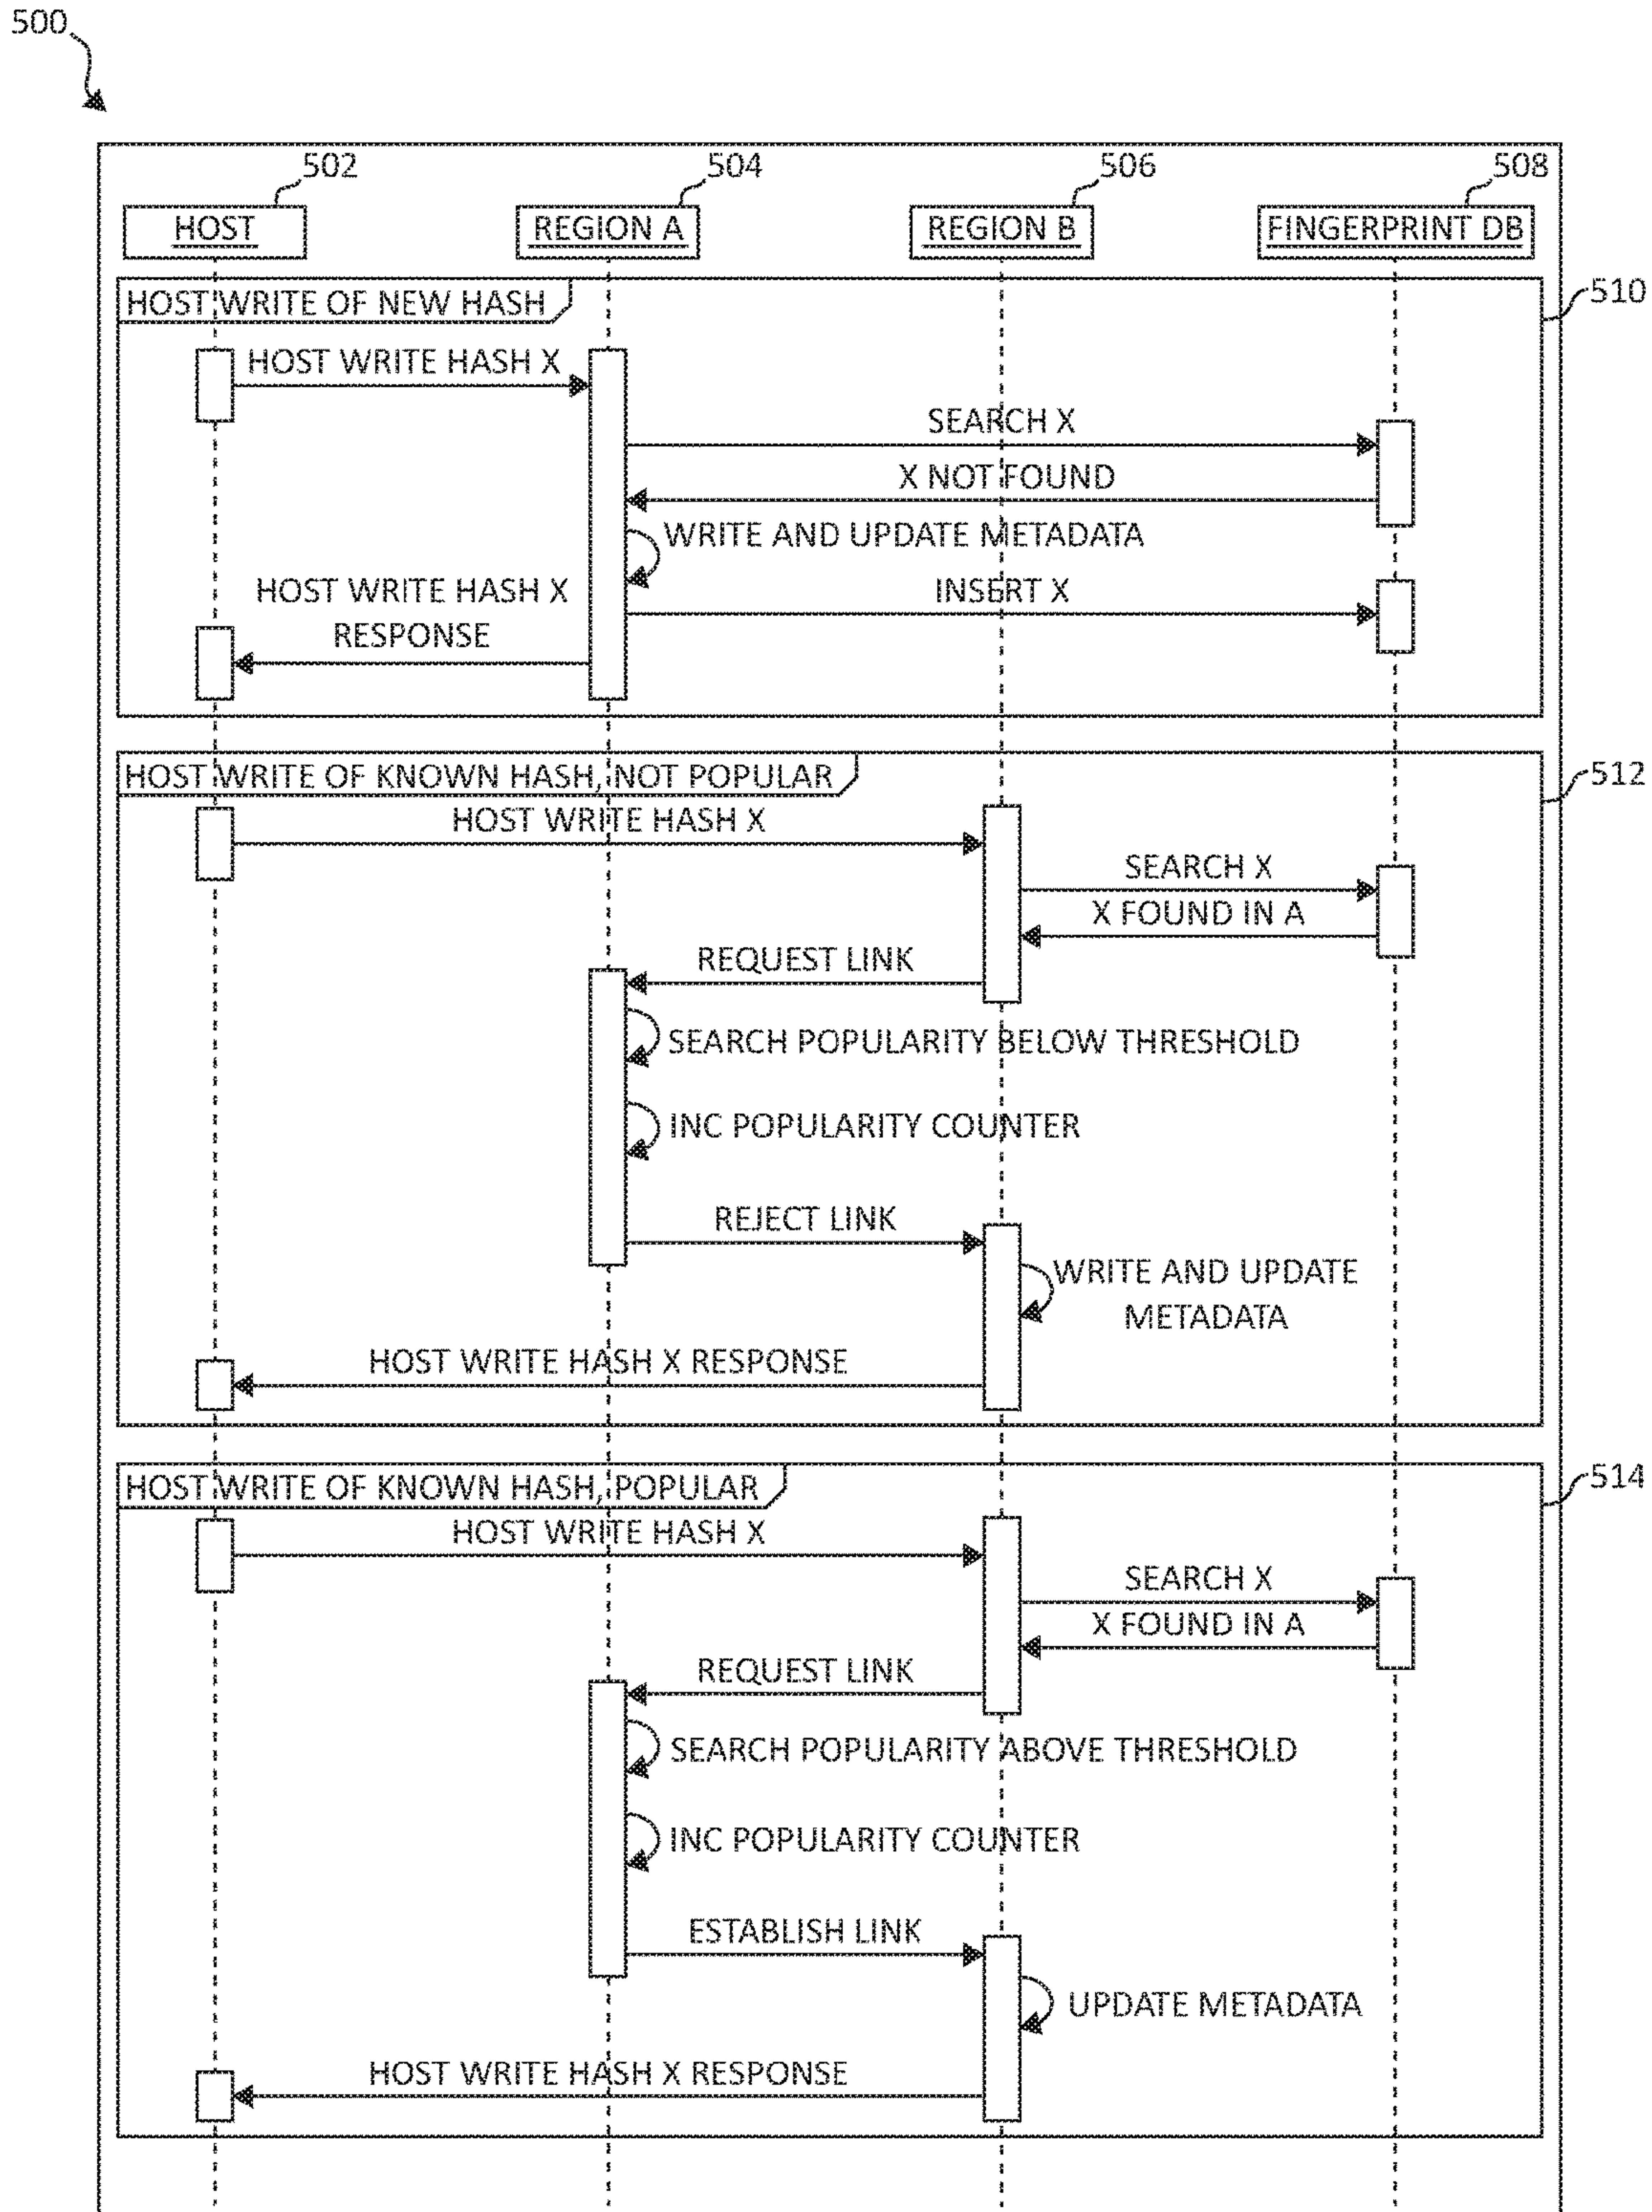 500
502
504
506
508
HOST
REGION A
REGION B
FINGERPRINT DB
HOST WRITE OF NEW HASH
510
HOST WRITE HASH X
SEARCH X
X NOT FOUND
WRITE AND UPDATE METADATA
HOST WRITE HASH X
RESPONSE
INSERT X
HOST WRITE OF KNOWN HASH, NOT POPULAR
512
HOST WRITE HASH X
SEARCH X
X FOUND IN A
REQUEST LINK
SEARCH POPULARITY BELOW THRESHOLD
INC POPULARITY COUNTER
REJECT LINK
WRITE AND UPDATE
METADATA
HOST WRITE HASH X RESPONSE
HOST WRITE OF KNOWN HASH, POPULAR
514
HOST WRITE HASH X
SEARCH X
X FOUND IN A
REQUEST LINK
SEARCH POPULARITY ABOVE THRESHOLD
INC POPULARITY COUNTER
ESTABLISH LINK
UPDATE METADATA
HOST WRITE HASH X RESPONSE